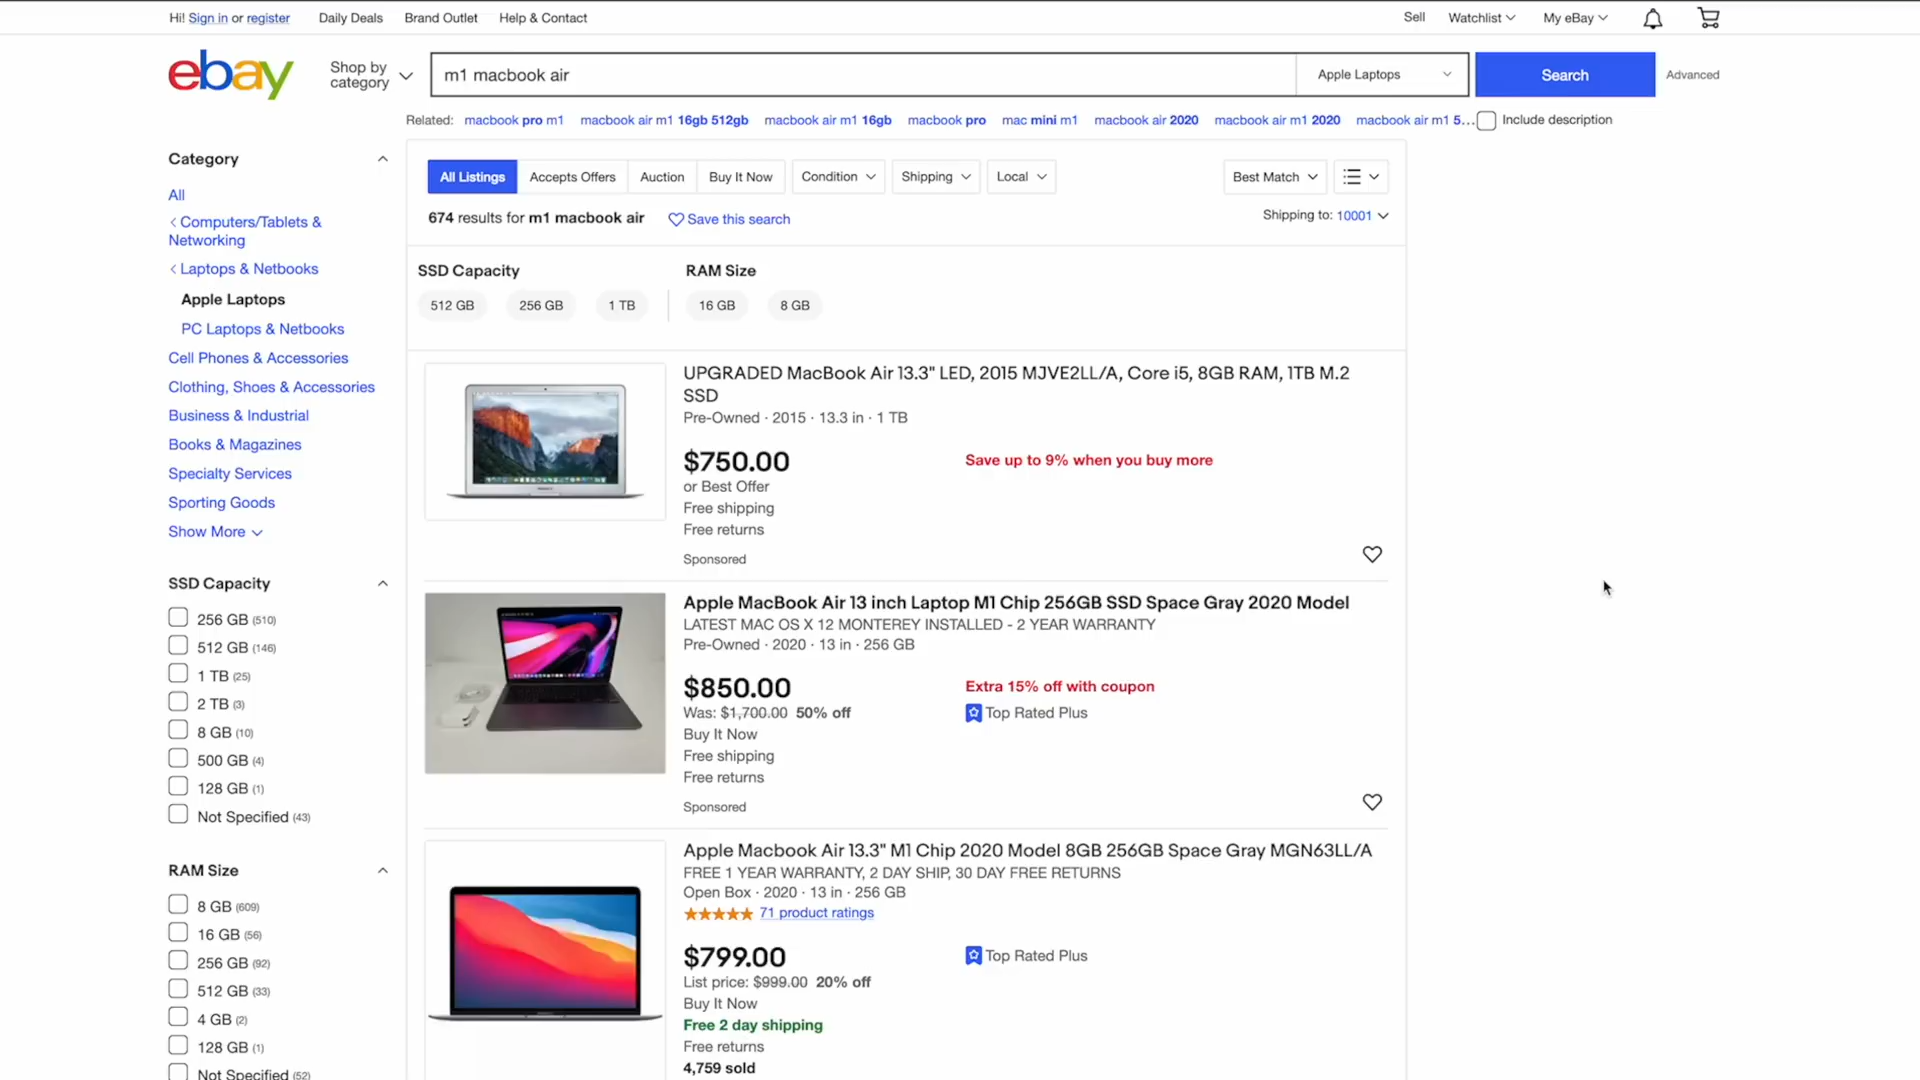 Hi! Sign in or register
Daily Deals
Brand Outlet
Help & Contact
Sell
Watchlist
My eBay
ebay
Shop by
category
m1 macbook air
Apple Laptops
Search
Advanced
Related: macbook pro m1 macbook air m1 16gb 512gb macbook air m1 16gb macbook pro mac mini m1 macbook air 2020 macbook air m1 2020 macbook air m1 5...
Include description
Category
All
Computers/Tablets &
Networking
Laptops & Netbooks
Apple Laptops
PC Laptops & Netbooks
Cell Phones & Accessories
Clothing, Shoes & Accessories
Business & Industrial
Books & Magazines
Specialty Services
Sporting Goods
Show More
SSD Capacity
256 GB (510)
512 GB (146)
1 TB (25)
2 TB (3)
8 GB (10)
500 GB (4)
128 GB (1)
Not Specified (43)
RAM Size
8 GB (609)
16 GB (56)
256 GB (92)
512 GB (33)
4 GB (2)
128 GB (1)
Not Specified (52)
All Listings
Accepts Offers
Auction
Buy It Now
Condition
Shipping
Local
Best Match
674 results for m1 macbook air
Save this search
Shipping to: 10001
SSD Capacity
512 GB
256 GB
1 TB
RAM Size
16 GB
8 GB
UPGRADED MacBook Air 13.3" LED, 2015 MJVE2LL/A, Core i5, 8GB RAM, 1TB M.2
SSD
Pre-Owned · 2015 · 13.3 in · 1 TB
$750.00
Save up to 9% when you buy more
or Best Offer
Free shipping
Free returns
Sponsored
Apple MacBook Air 13 inch Laptop M1 Chip 256GB SSD Space Gray 2020 Model
LATEST MAC OS X 12 MONTEREY INSTALLED - 2 YEAR WARRANTY
Pre-Owned · 2020 · 13 in · 256 GB
$850.00
Extra 15% off with coupon
Was: $1,700.00 50% off
Top Rated Plus
Buy It Now
Free shipping
Free returns
Sponsored
Apple Macbook Air 13.3" M1 Chip 2020 Model 8GB 256GB Space Gray MGN63LL/A
FREE 1 YEAR WARRANTY, 2 DAY SHIP, 30 DAY FREE RETURNS
Open Box · 2020 · 13 in · 256 GB
71 product ratings
$799.00
Top Rated Plus
List price: $999.00 20% off
Buy It Now
Free 2 day shipping
Free returns
4,759 sold